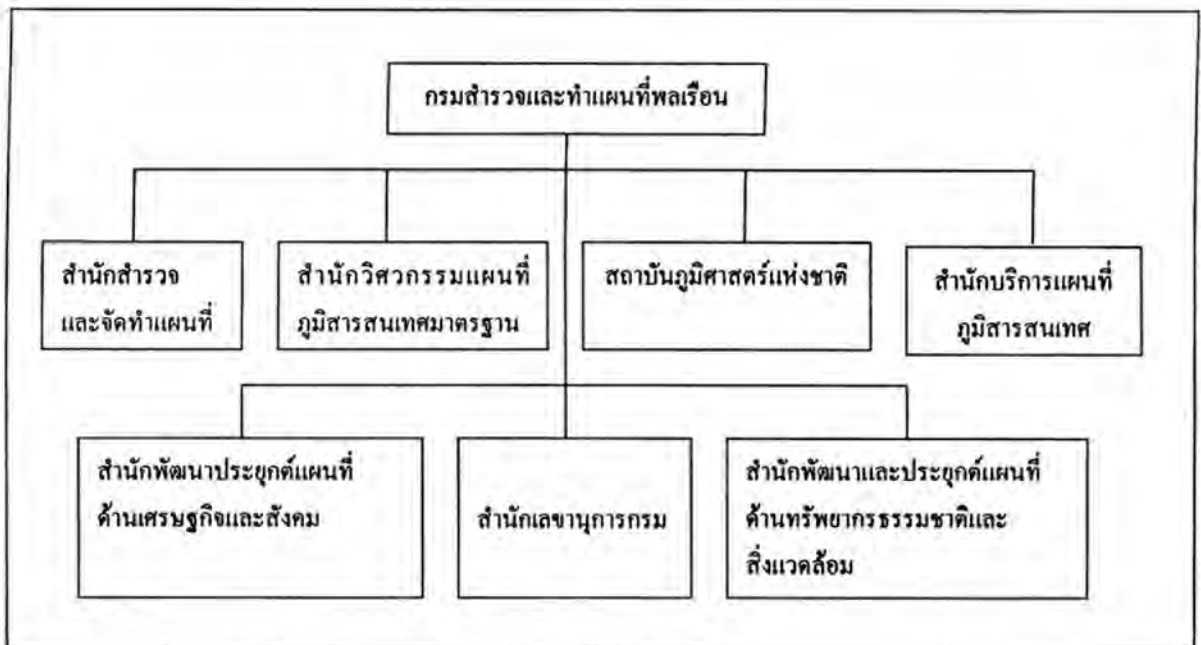 กรมสำรวจและทำแผนที่พลเรือน
สำนักสำรวจ
และจัดทำแผนที่
สำนักวิศวกรรมแผนที่
ภูมิสารสนเทศมาตรฐาน
สถาบันภูมิศาสตร์แห่งชาติ
สำนักบริการแผนที่
ภูมิสารสนเทศ
สำนักพัฒนาประยุกต์แผนที่
ด้านเศรษฐกิจและสังคม
สำนักเลขานุการกรม
สำนักพัฒนาและประยุกต์แผนที่
ด้านทรัพยากรธรรมชาติและ
สิ่งแวดล้อม